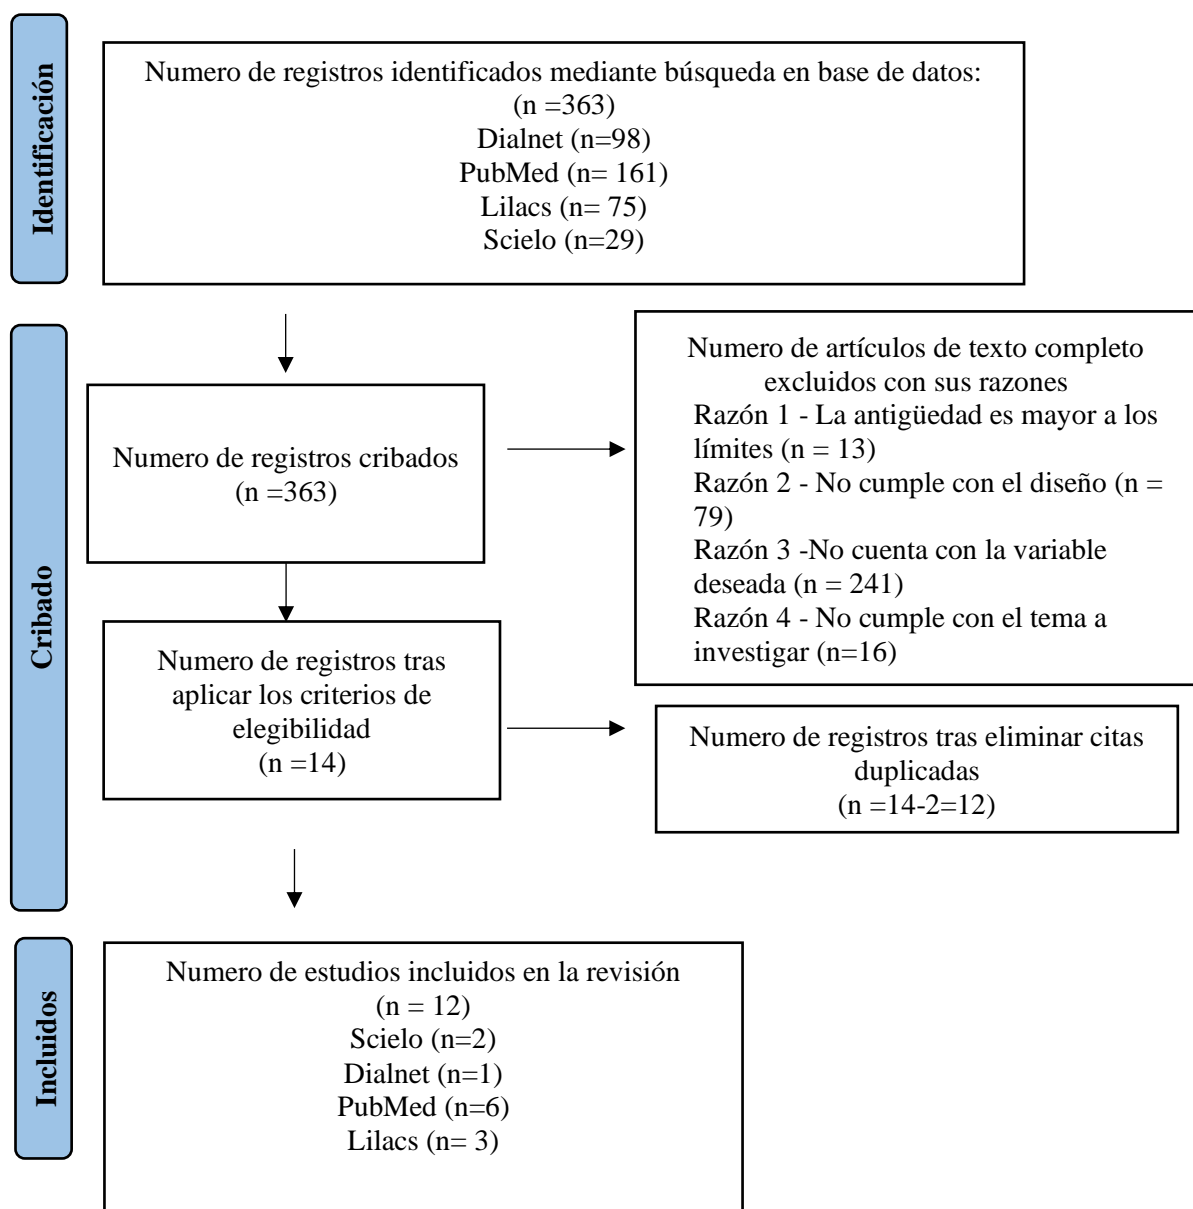 Identificación
Numero de registros identificados mediante búsqueda en base de datos:
(n =363)
Dialnet (n=98)
PubMed (n= 161)
Lilacs (n= 75)
Scielo (n=29)
Cribado
Numero de registros cribados
(n =363)
Numero de artículos de texto completo
excluidos con sus razones
Razón 1 - La antigüedad es mayor a los
límites (n = 13)
Razón 2 - No cumple con el diseño (n =
79)
Razón 3 -No cuenta con la variable
deseada (n = 241)
Razón 4 - No cumple con el tema a
investigar (n=16)
Numero de registros tras
aplicar los criterios de
elegibilidad
(n =14)
Numero de registros tras eliminar citas
duplicadas
(n =14-2=12)
Incluidos
Numero de estudios incluidos en la revisión
(n = 12)
Scielo (n=2)
Dialnet (n=1)
PubMed (n=6)
Lilacs (n= 3)